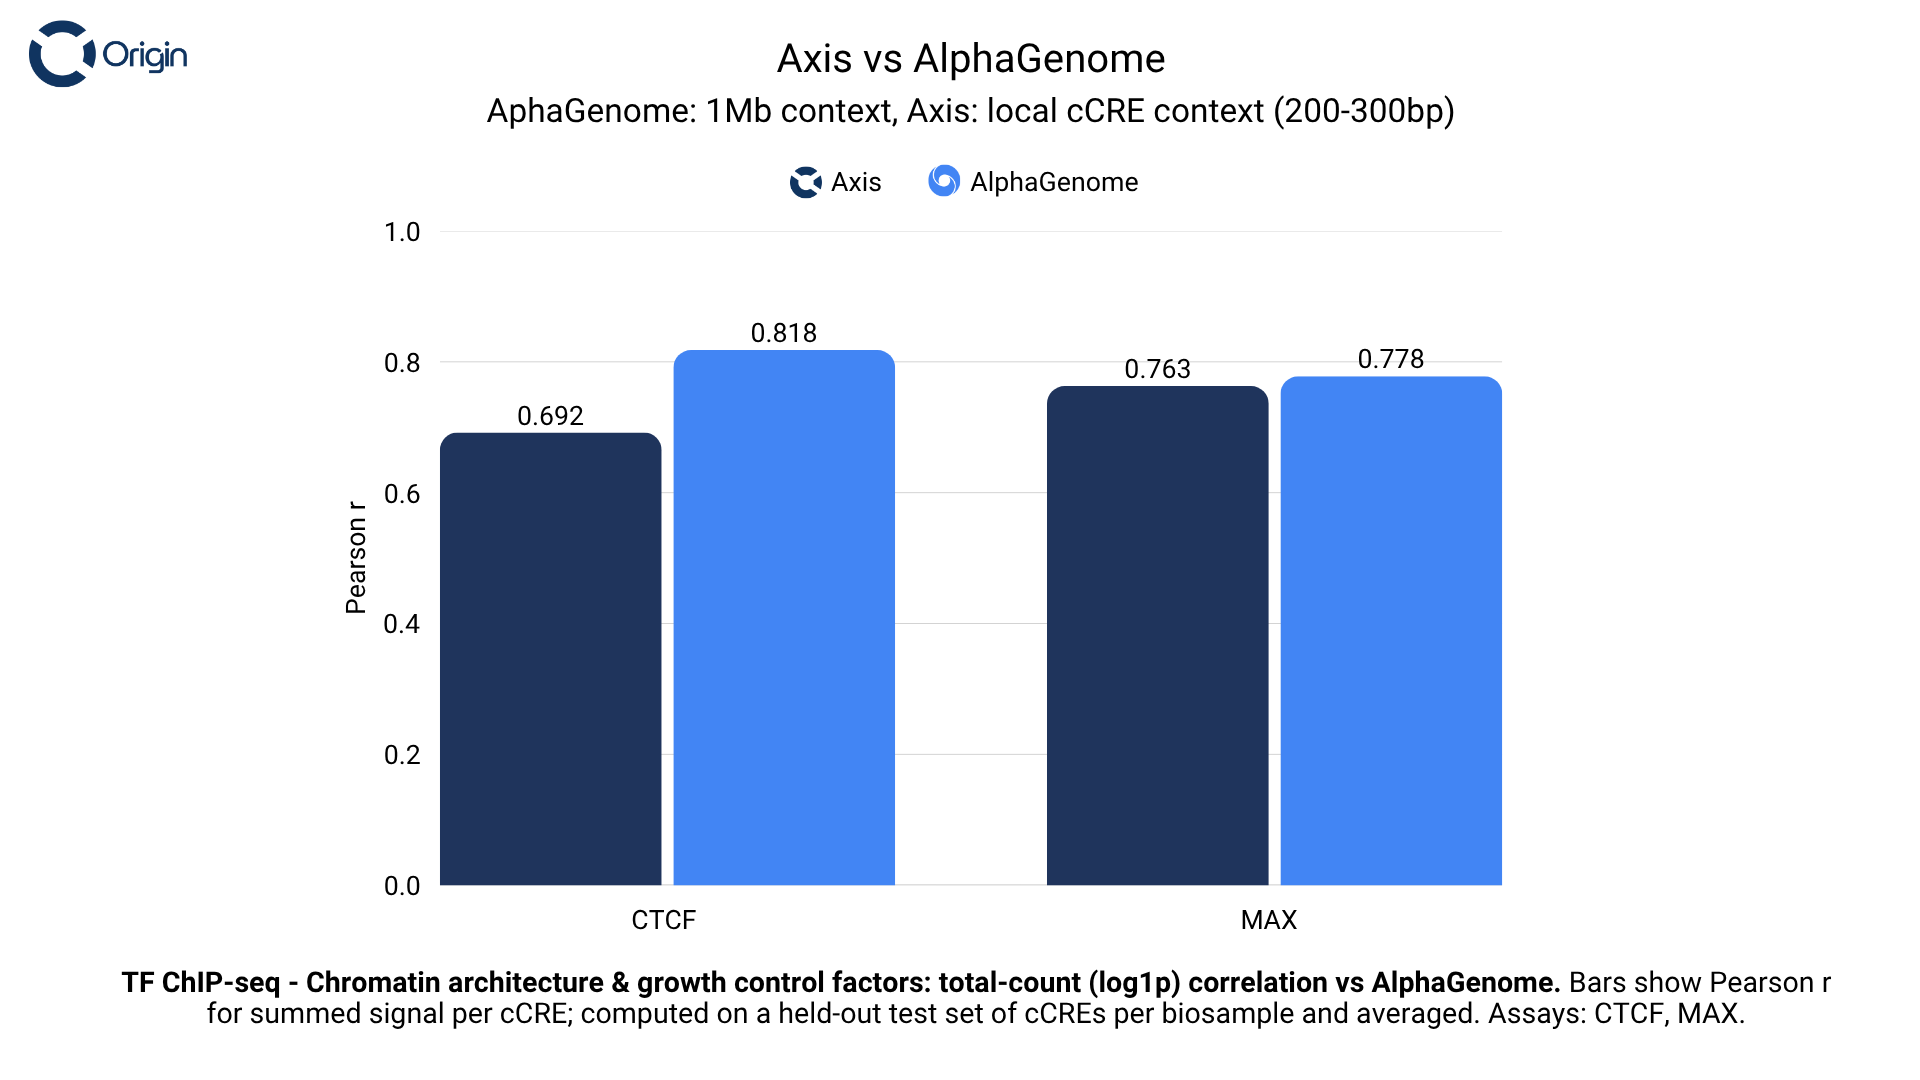 Origin
Axis vs AlphaGenome
AphaGenome: 1Mb context, Axis: local cCRE context (200-300bp)
Axis AlphaGenome
1.0
0.8
0.6
0.4
0.2
0.0
Pearson r
0.692
0.818
0.763
0.778
CTCF
MAX
TF ChIP-seq - Chromatin architecture & growth control factors: total-count (log1p) correlation vs AlphaGenome. Bars show Pearson r
for summed signal per cCRE; computed on a held-out test set of cCREs per biosample and averaged. Assays: CTCF, MAX.